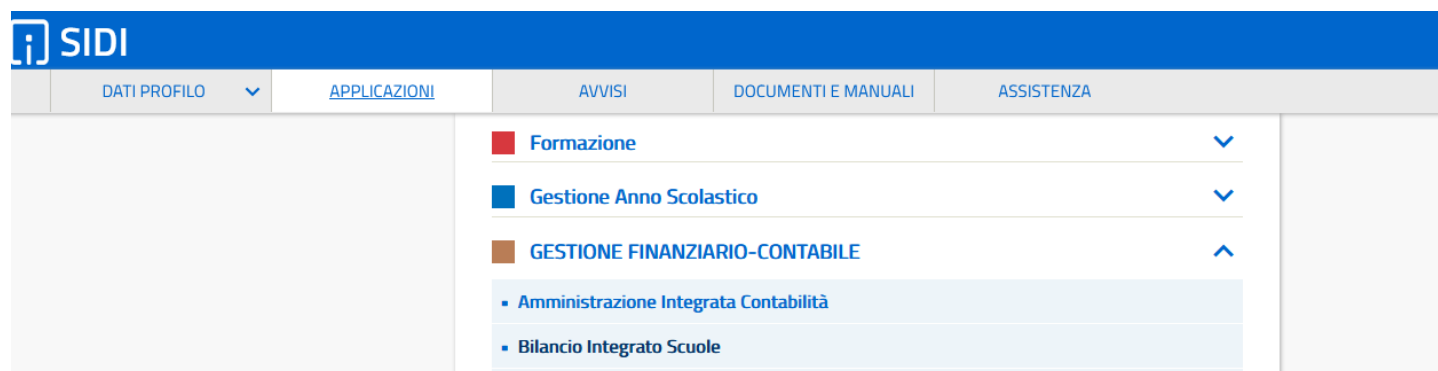 [i] SIDI
DATI PROFILO APPLICAZIONI AVVISI DOCUMENTI E MANUALI ASSISTENZA
Formazione
Gestione Anno Scolastico
GESTIONE FINANZIARIO-CONTABILE
Amministrazione Integrata Contabilità
Bilancio Integrato Scuole